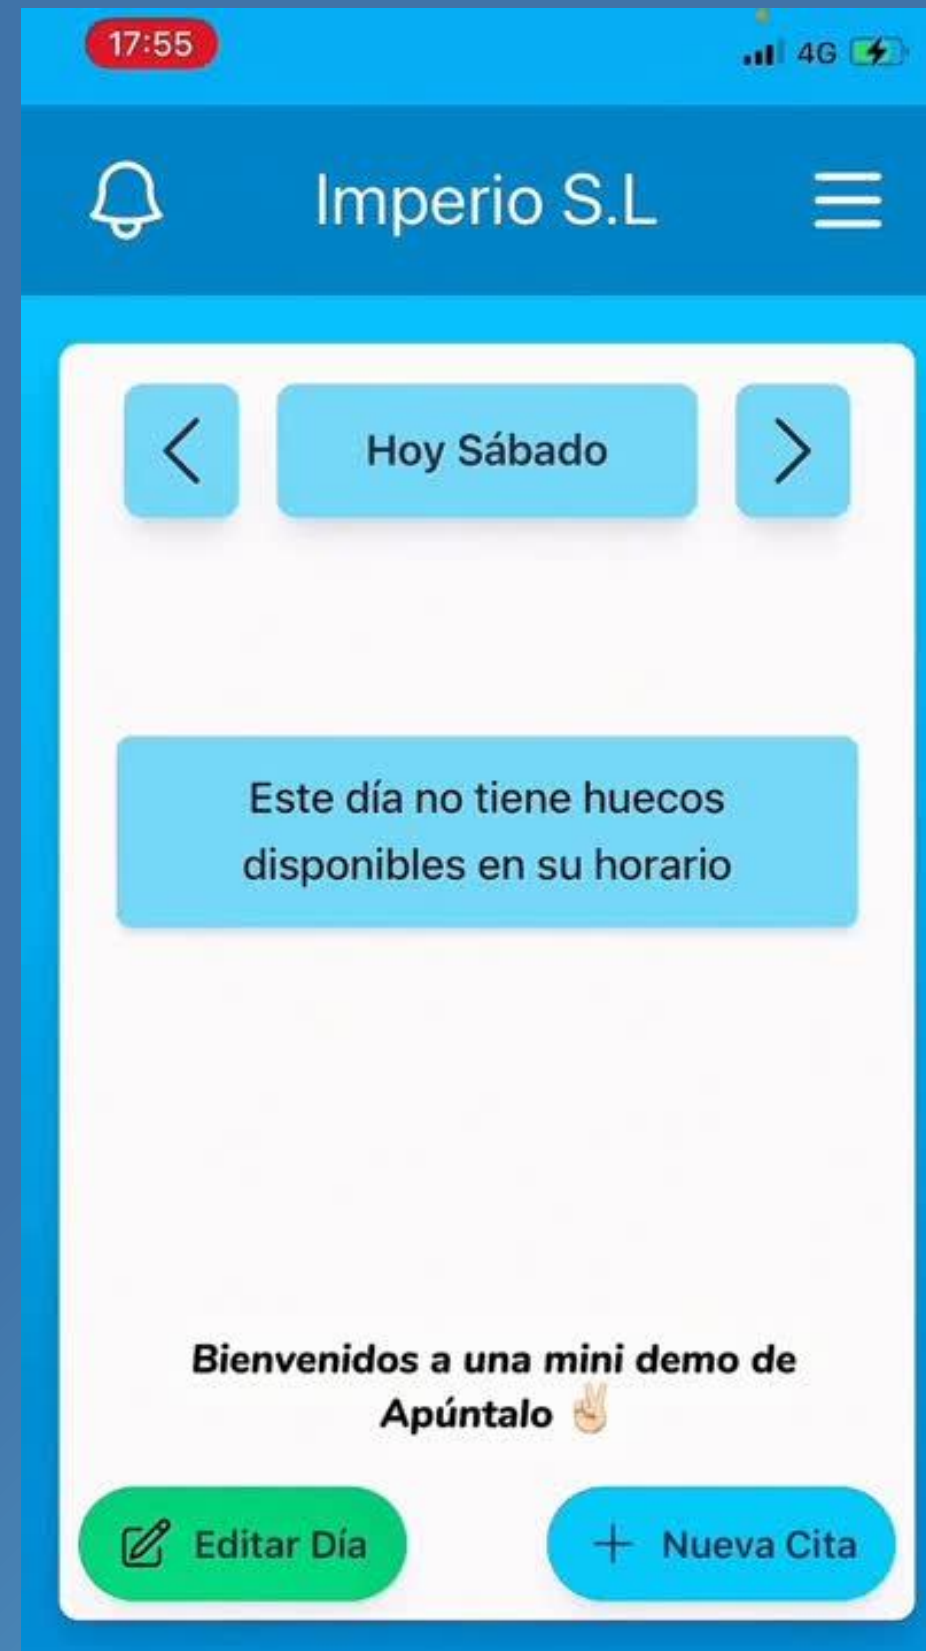 17:55
4G
Imperio S.L
Hoy Sábado
Este día no tiene huecos
disponibles en su horario
Bienvenidos a una mini demo de
Apúntalo ✌🏻
Editar Día
+ Nueva Cita